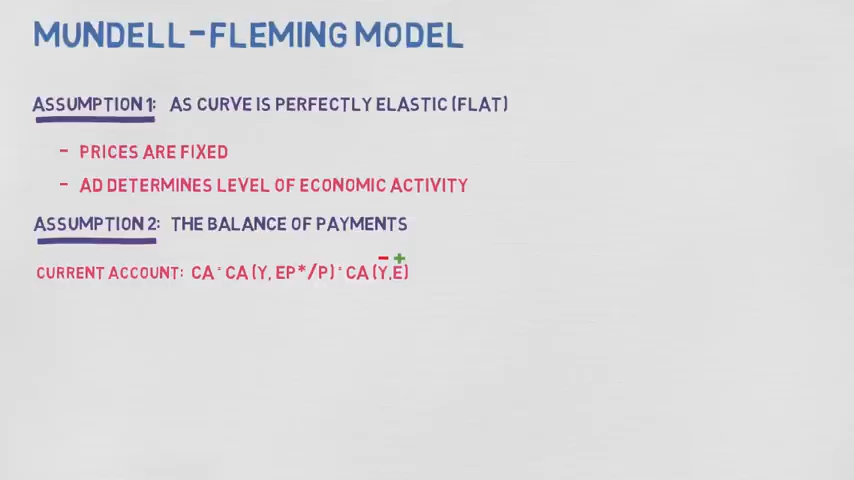 MUNDELL-FLEMING MODEL
ASSUMPTION 1: AS CURVE IS PERFECTLY ELASTIC (FLAT)
- PRICES ARE FIXED
- AD DETERMINES LEVEL OF ECONOMIC ACTIVITY
ASSUMPTION 2: THE BALANCE OF PAYMENTS
- +
CURRENT ACCOUNT: CA = CA (Y, EP*/P) = CA (Y,E)